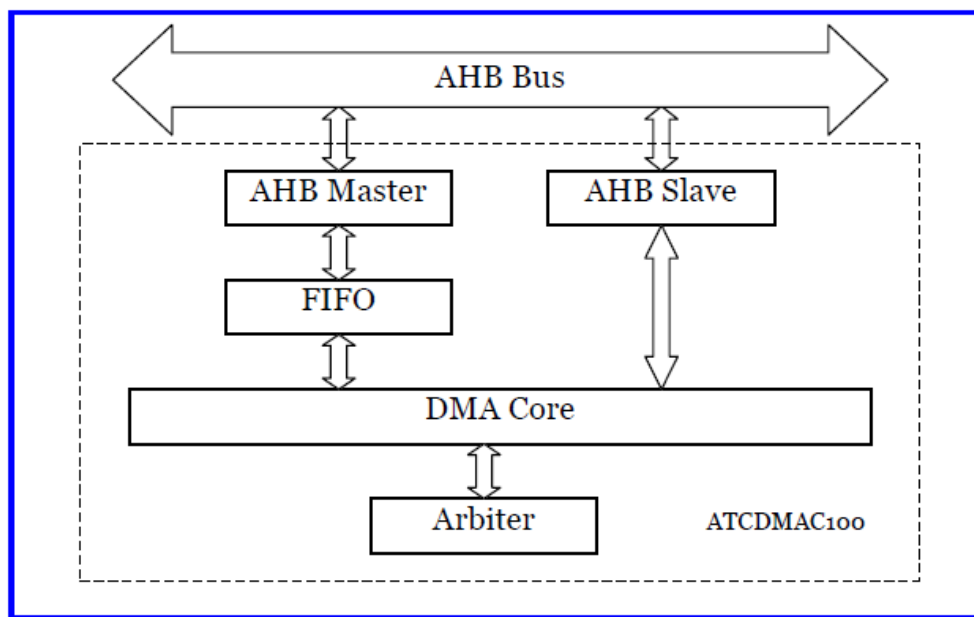 AHB Bus
AHB Master
AHB Slave
FIFO
DMA Core
Arbiter
ATCDMAC100